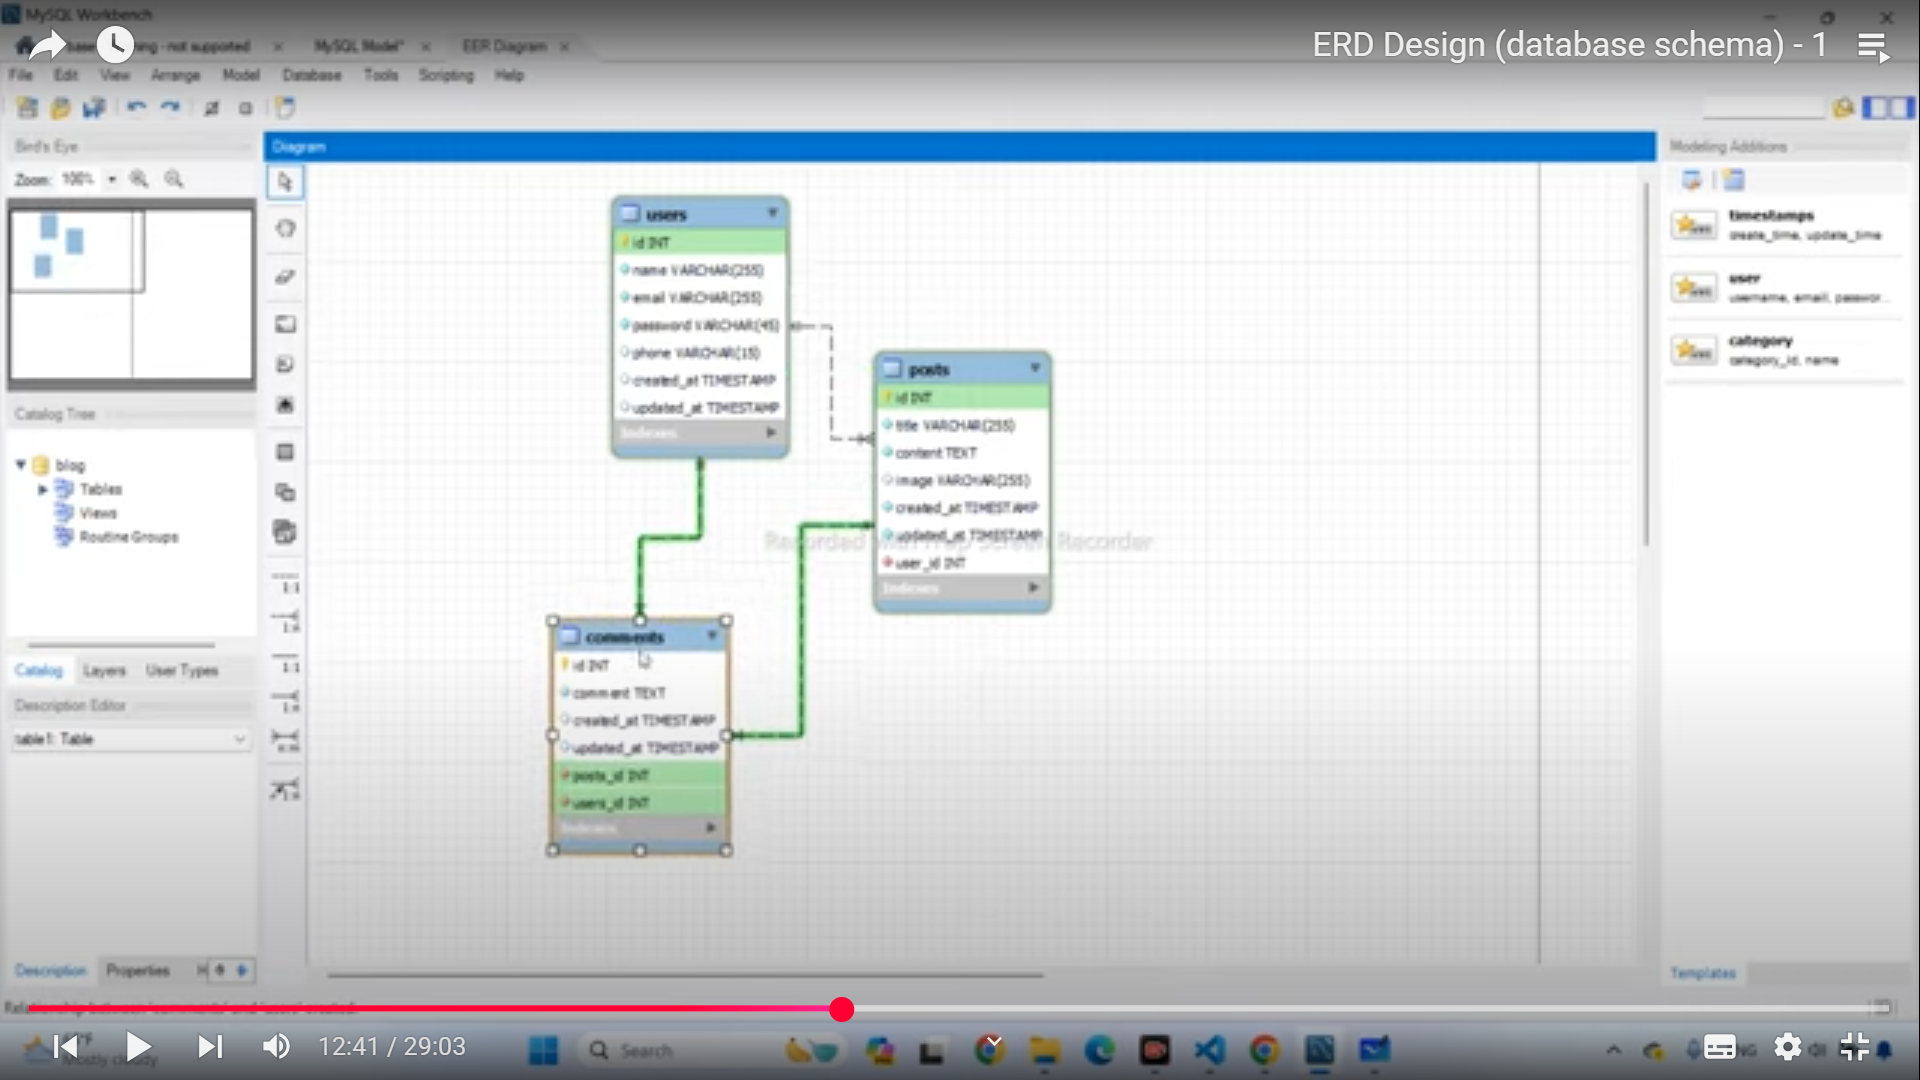 MySQL Workbench
ERD Design (database schema) - 1
not supported
MySQL Model*
EER Diagram
File Edit View Arrange Model Database Tools Scripting Help
Bird's Eye
Diagram
Modeling Additions
Zoom: 100%
timestamps
create_time, update_time
user
username, email, passwor...
category
category_id, name
users
id INT
name VARCHAR(255)
email VARCHAR(255)
password VARCHAR(45)
phone VARCHAR(15)
created_at TIMESTAMP
updated_at TIMESTAMP
Indexes
posts
id INT
title VARCHAR(255)
content TEXT
image VARCHAR(255)
created_at TIMESTAMP
updated_at TIMESTAMP
user_id INT
Indexes
Catalog Tree
blog
Tables
Views
Routine Groups
1:1
1:1
Recorded with Screen Recorder
comments
id INT
comment TEXT
created_at TIMESTAMP
updated_at TIMESTAMP
posts_id INT
users_id INT
Indexes
Catalog Layers User Types
Description Editor
table1: Table
Description Properties
Templates
Relationship between 'comments' and 'users' created.
12:41 / 29:03
Mostly cloudy
Search